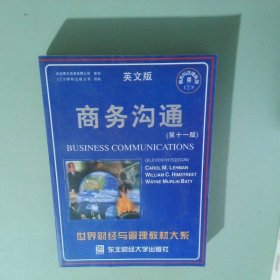 英文版
商务沟通
(第十一版)
BUSINESS COMMUNICATIONS
(ELEVENTH EDITION)
CAROL M. LEHMAN
WILLIAM C. HIMSTREET
WAYNE MURLIN BATY
世界财经与管理教材大系
东北财经大学出版社